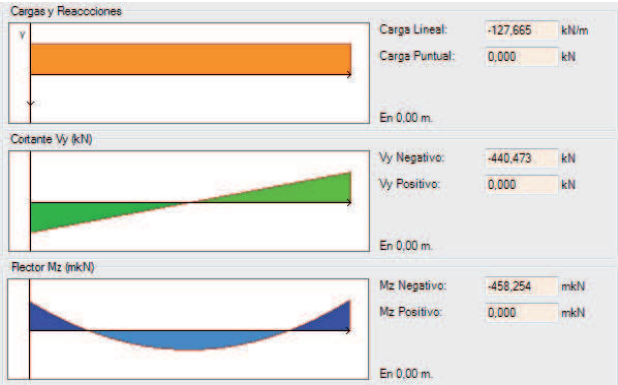 Cargas y Reaccciones
Y
Carga Lineal: -127,665 kN/m
Carga Puntual: 0,000 kN
En 0,00 m.
Cortante Vy (kN)
Vy Negativo: -440,473 kN
Vy Positivo: 0,000 kN
En 0,00 m.
Flector Mz (mkN)
Mz Negativo: -458,254 mkN
Mz Positivo: 0,000 mkN
En 0,00 m.